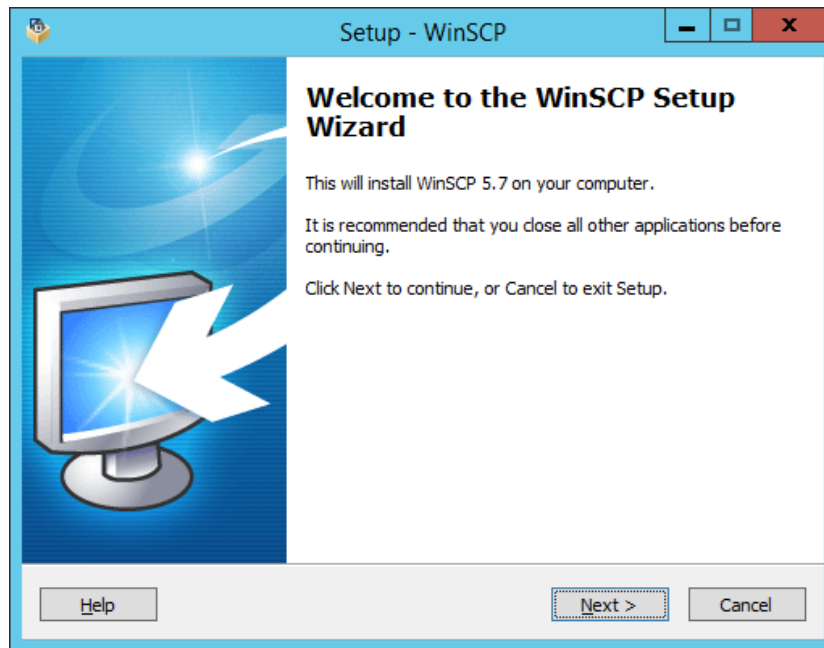 Setup - WinSCP
Welcome to the WinSCP Setup
Wizard
This will install WinSCP 5.7 on your computer.
It is recommended that you close all other applications before
continuing.
Click Next to continue, or Cancel to exit Setup.
Help
Next >
Cancel